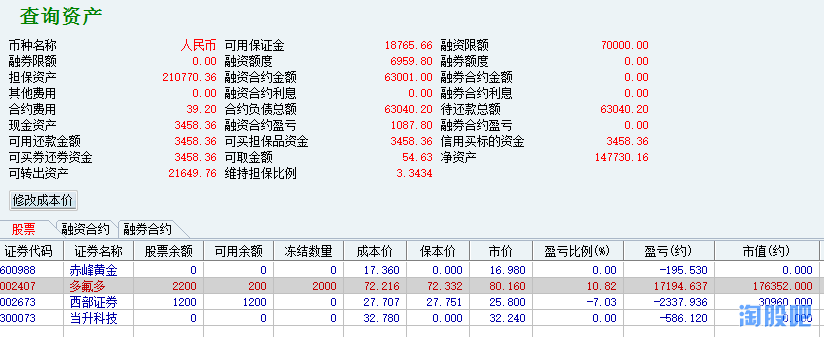 查询资产
币种名称 人民币 可用保证金 18765.66 融资限额 70000.00
融券限额 0.00 融资额度 6959.80 融券额度 0.00
担保资产 210770.36 融资合约金额 63001.00 融券合约金额 0.00
其他费用 0.00 融资合约利息 0.00 融券合约利息 0.00
合约费用 39.20 合约负债总额 63040.20 待还款总额 63040.20
现金资产 3458.36 融资合约盈亏 1087.80 融券合约盈亏 0.00
可用还款金额 3458.36 可买担保品资金 3458.36 信用买标的资金 3458.36
可买券还券资金 3458.36 可取金额 54.63 净资产 147730.16
可转出资产 21649.76 维持担保比例 3.3434
修改成本价
股票 融资合约 融券合约
证券代码 证券名称 股票余额 可用余额 冻结数量 成本价 保本价 市价 盈亏比例(%) 盈亏(约) 市值(约)
600988 赤峰黄金 0 0 0 17.360 0.000 16.980 0.00 -195.530 0.000
002407 多氟多 2200 200 2000 72.216 72.332 80.160 10.82 17194.637 176352.000
002673 西部证券 1200 1200 0 27.707 27.751 25.800 -7.03 -2337.936 30960.000
300073 当升科技 0 0 0 32.780 0.000 32.240 0.00 -586.120 0.000
淘股吧